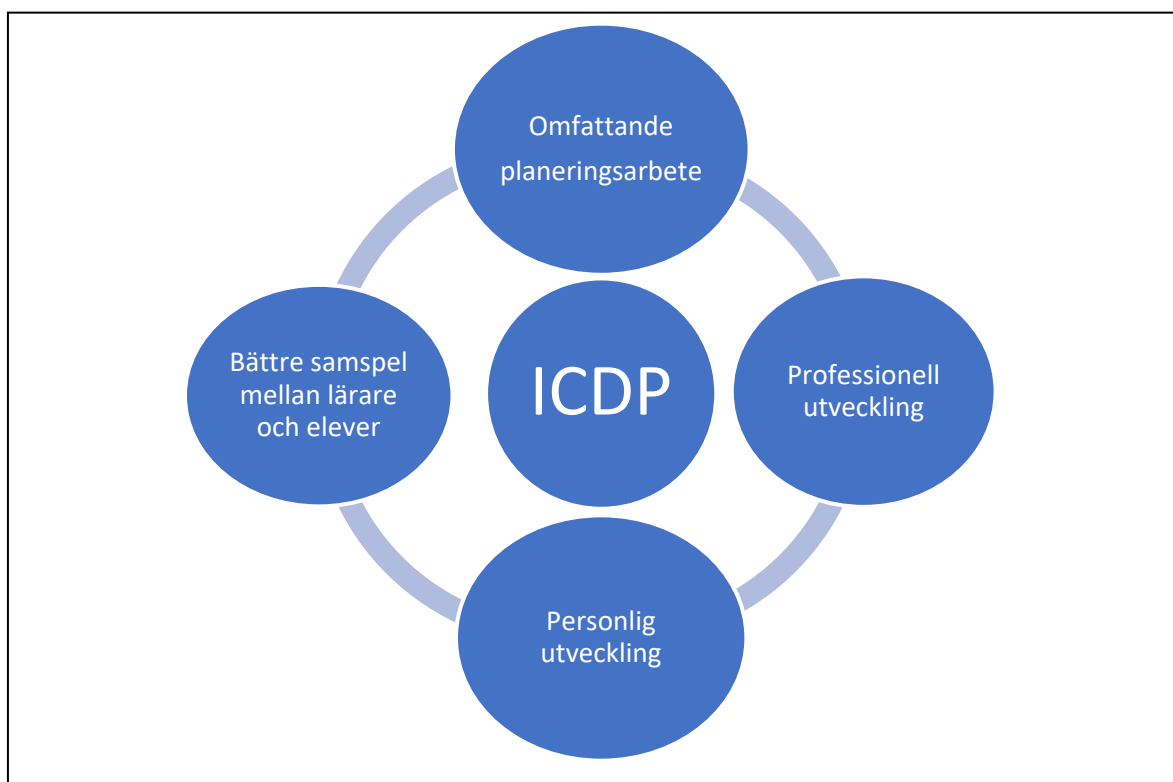 Omfattande
planeringsarbete
Bättre samspel
mellan lärare
och elever
ICDP
Professionell
utveckling
Personlig
utveckling